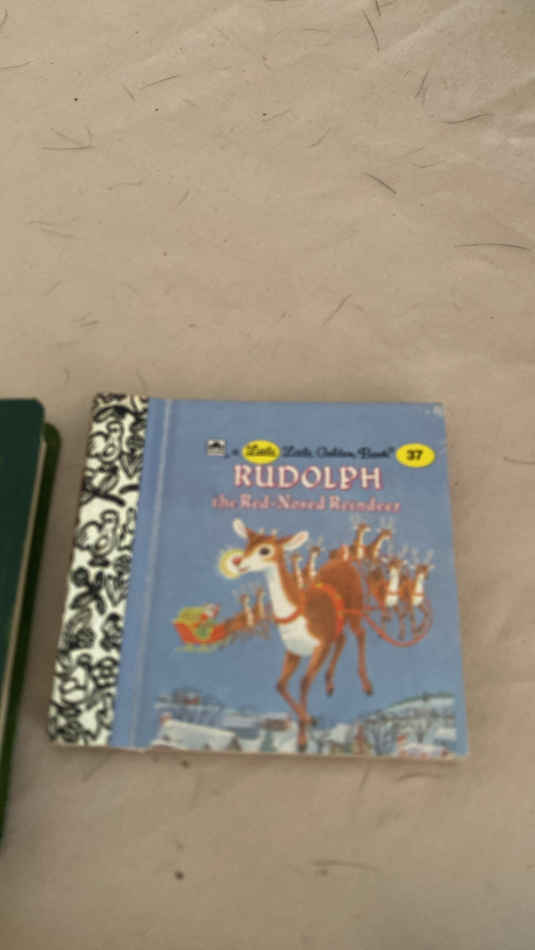 a Little Little Golden Book®
37
RUDOLPH
the Red-Nosed Reindeer